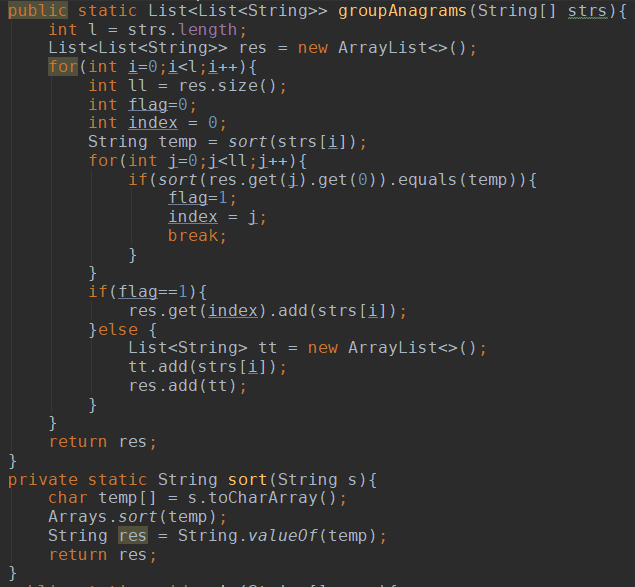 public static List<List<String>> groupAnagrams(String[] strs){
    int l = strs.length;
    List<List<String>> res = new ArrayList<>();
    for(int i=0;i<l;i++){
        int ll = res.size();
        int flag=0;
        int index = 0;
        String temp = sort(strs[i]);
        for(int j=0;j<ll;j++){
            if(sort(res.get(j).get(0)).equals(temp)){
                flag=1;
                index = j;
                break;
            }
        }
        if(flag==1){
            res.get(index).add(strs[i]);
        }else {
            List<String> tt = new ArrayList<>();
            tt.add(strs[i]);
            res.add(tt);
        }
    }
    return res;
}
private static String sort(String s){
    char temp[] = s.toCharArray();
    Arrays.sort(temp);
    String res = String.valueOf(temp);
    return res;
}